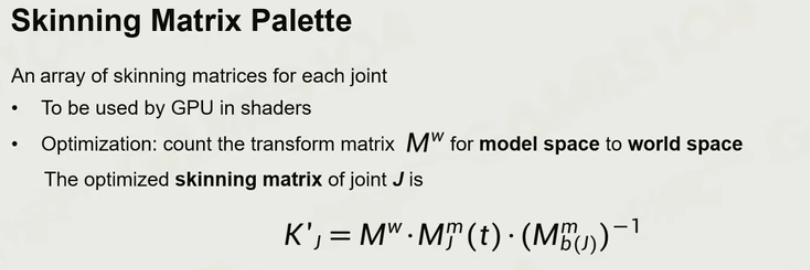 Skinning Matrix Palette
An array of skinning matrices for each joint
• To be used by GPU in shaders
• Optimization: count the transform matrix Mʷ for model space to world space
The optimized skinning matrix of joint J is
K'_J = M^w · M_J^m(t) · (M_{b(J)}^m)^{-1}